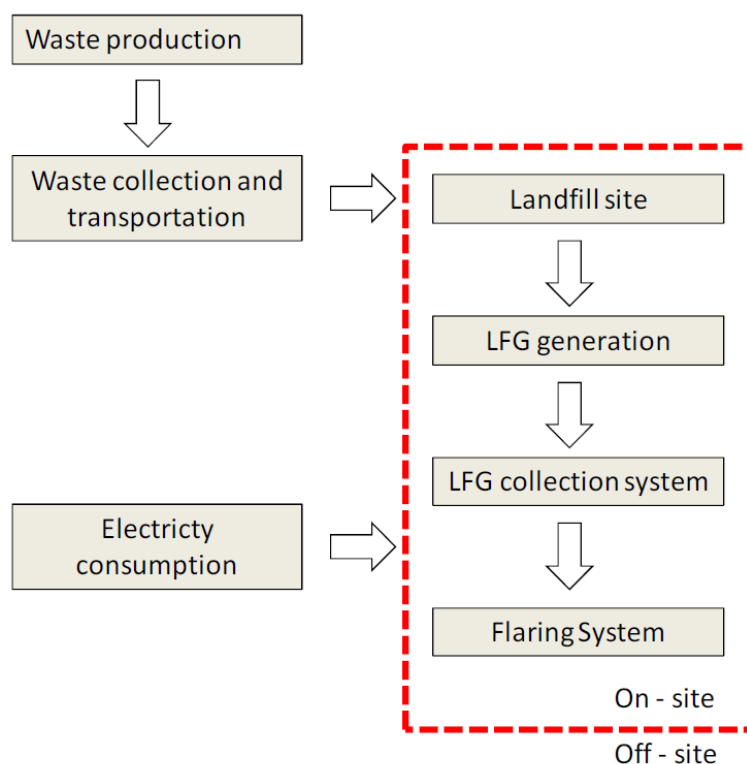 Waste production
Waste collection and
transportation
Landfill site
LFG generation
LFG collection system
Electricty
consumption
Flaring System
On - site
Off - site